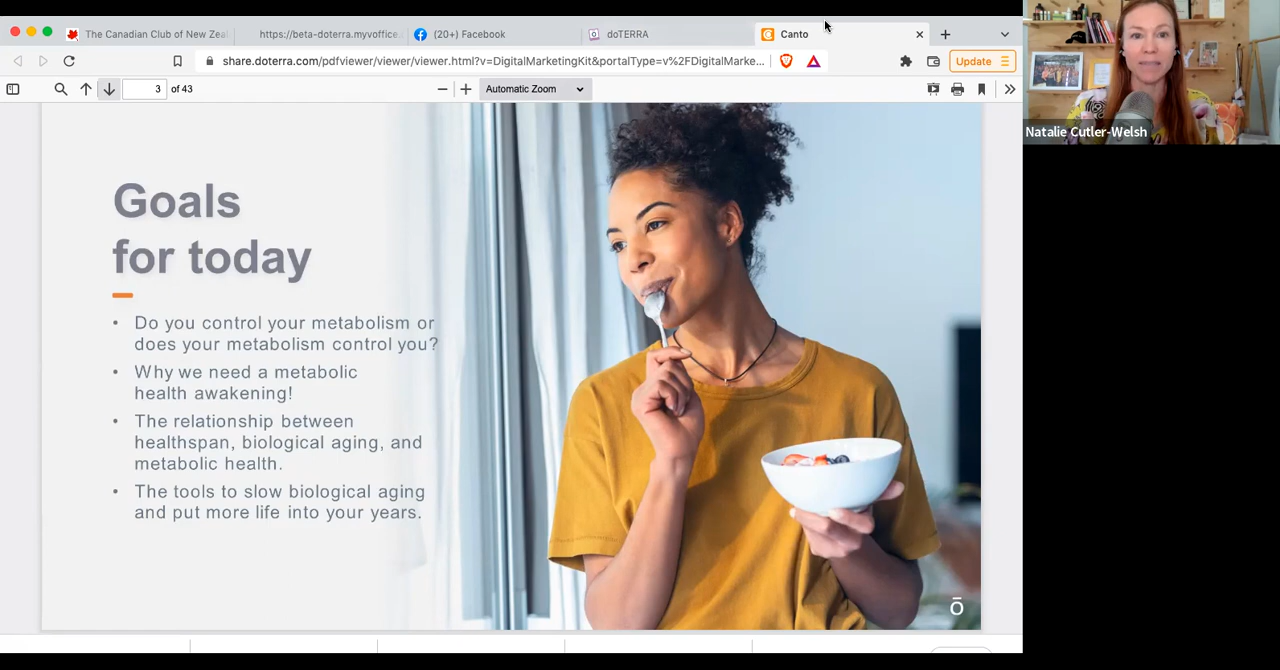 The Canadian Club of New Zeal
https://beta-doterra.myvoffice.
(20+) Facebook
doTERRA
Canto
share.doterra.com/pdfviewer/viewer/viewer.html?v=DigitalMarketingKit&portalType=v%2FDigitalMarke...
Update
3 of 43
Automatic Zoom
Natalie Cutler-Welsh
Goals
for today
• Do you control your metabolism or
does your metabolism control you?
• Why we need a metabolic
health awakening!
• The relationship between
healthspan, biological aging, and
metabolic health.
• The tools to slow biological aging
and put more life into your years.
ō